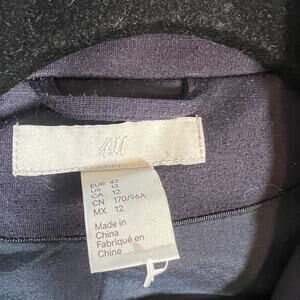 EUR 42
US 12
CA 12
CN 170/96A
MX 12
Made in
China
Fabriqué en
Chine